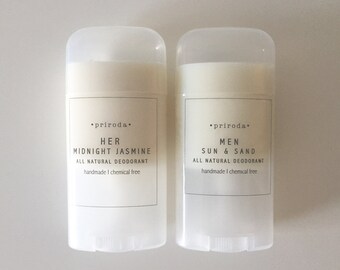 •priroda•
HER
MIDNIGHT JASMINE
ALL NATURAL DEODORANT
handmade | chemical free
•priroda•
MEN
SUN & SAND
ALL NATURAL DEODORANT
handmade | chemical free